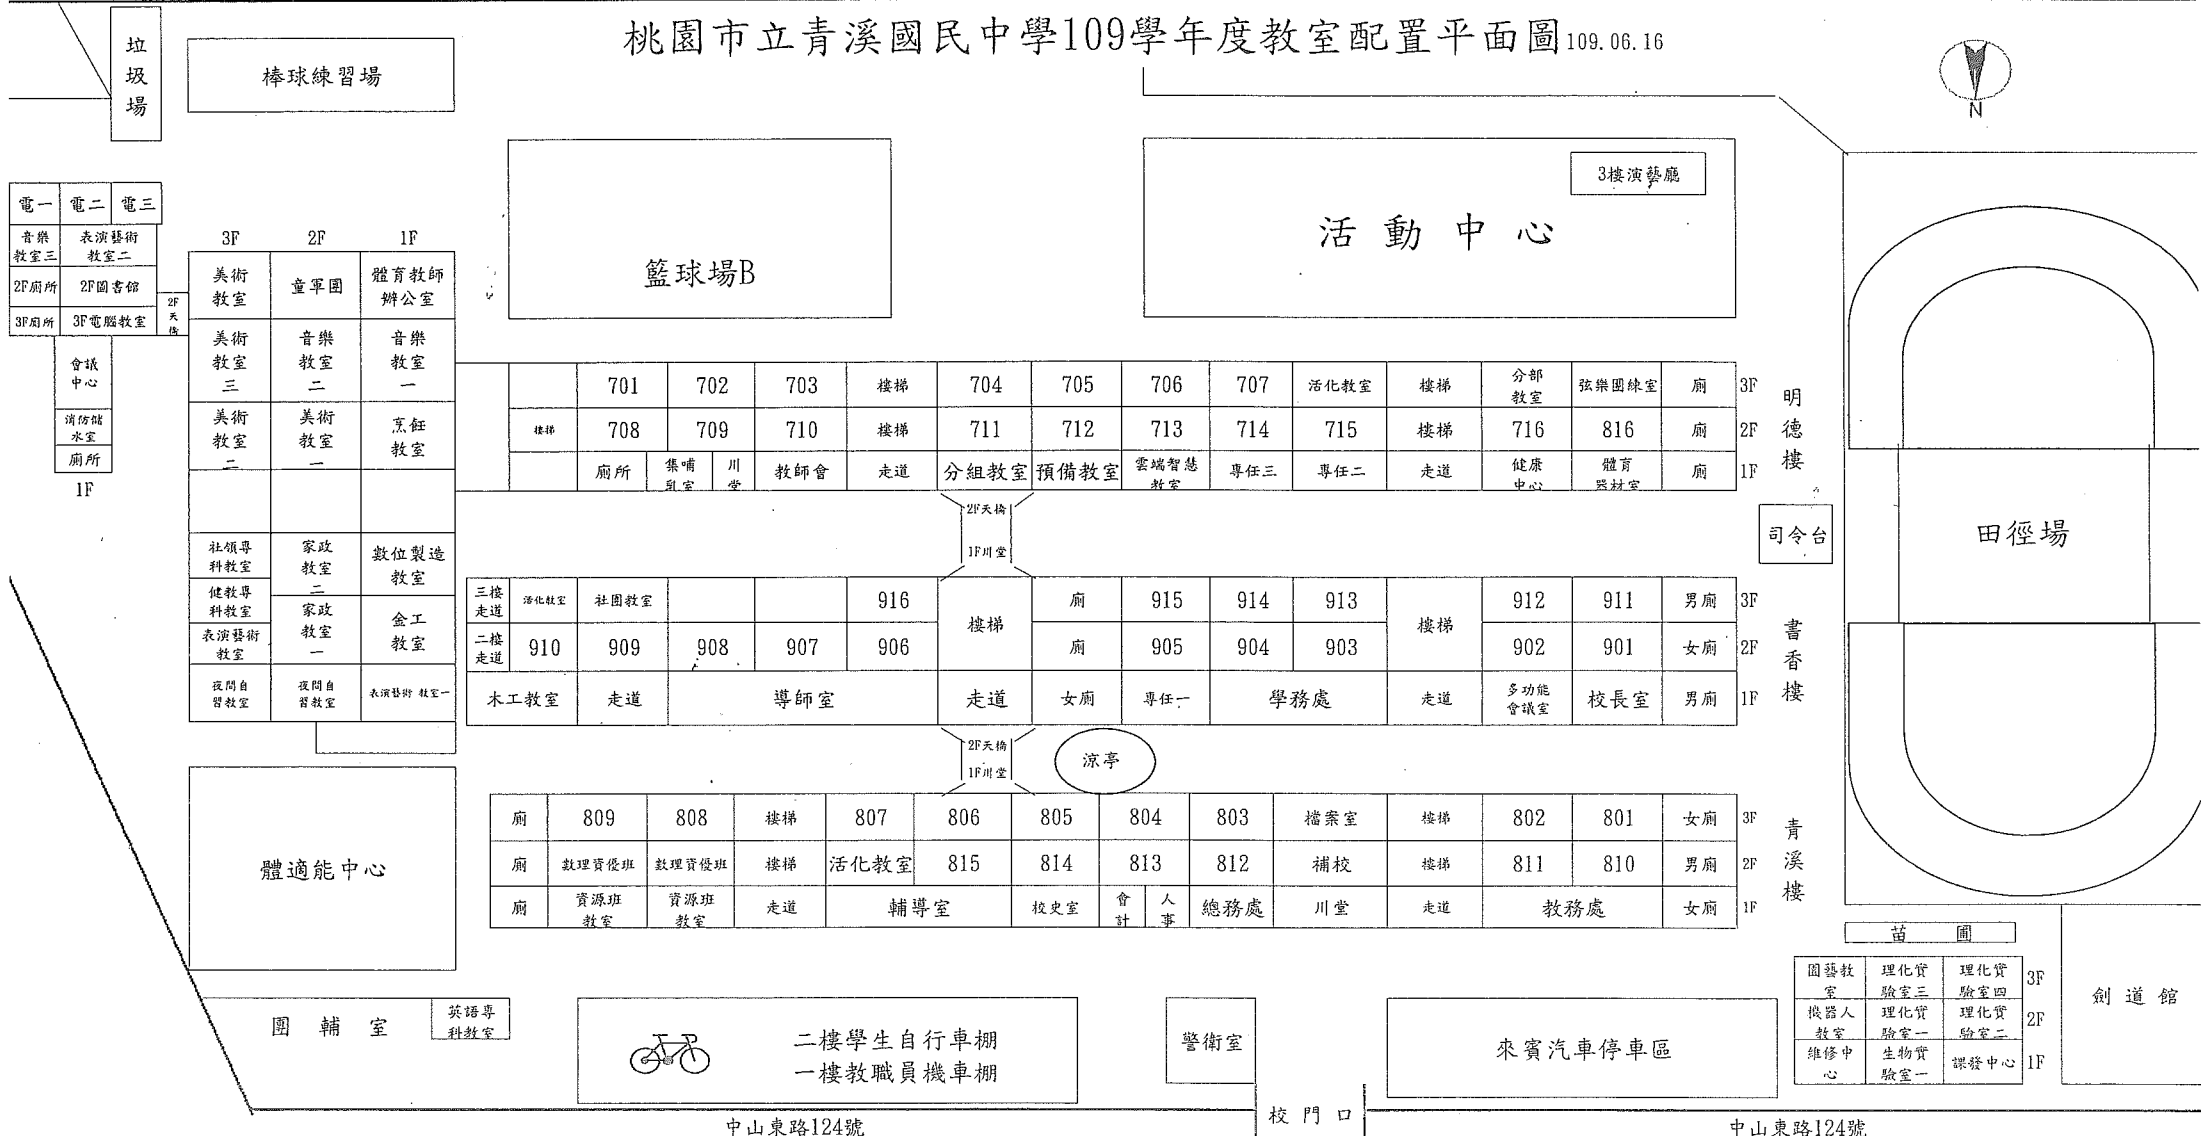 桃園市立青溪國民中學109學年度教室配置平面圖109.06.16
垃圾場
棒球練習場
N
3樓演藝廳
活動中心
籃球場B
電一 電二 電三
音樂教室三 表演藝術教室二
2F廁所 2F圖書館
3F廁所 3F電腦教室
2F天橋
會議中心
消防儲水室
廁所
1F
3F 2F 1F
美術教室 童軍團 體育教師辦公室
美術教室三 音樂教室二 音樂教室一
美術教室二 美術教室一 烹飪教室
社領專科教室 家政教室二 數位製造教室
健教專科教室 家政教室一 金工教室
表演藝術教室
夜間自習教室 夜間自習教室 表演藝術 教室一
701 702 703 樓梯 704 705 706 707 活化教室 樓梯 分部教室 弦樂團練室 廁 3F
樓梯 708 709 710 樓梯 711 712 713 714 715 樓梯 716 816 廁 2F
廁所 集哺乳室 川堂 教師會 走道 分組教室 預備教室 雲端智慧教室 專任三 專任二 走道 健康中心 體育器材室 廁 1F
明德樓
2F天橋
1F川堂
司令台
田徑場
三樓走道 活化教室 社團教室 916 樓梯 廁 915 914 913 樓梯 912 911 男廁 3F
二樓走道 910 909 908 907 906 廁 905 904 903 902 901 女廁 2F
木工教室 走道 導師室 走道 女廁 專任一 學務處 走道 多功能會議室 校長室 男廁 1F
書香樓
2F天橋
1F川堂
涼亭
廁 809 808 樓梯 807 806 805 804 803 檔案室 樓梯 802 801 女廁 3F
廁 數理資優班 數理資優班 樓梯 活化教室 815 814 813 812 補校 樓梯 811 810 男廁 2F
廁 資源班教室 資源班教室 走道 輔導室 校史室 會計 人事 總務處 川堂 走道 教務處 女廁 1F
青溪樓
體適能中心
團輔室
英語專科教室
二樓學生自行車棚
一樓教職員機車棚
警衛室
來賓汽車停車區
苗圃
園藝教室 理化實驗室三 理化實驗室四 3F
機器人教室 理化實驗室一 理化實驗室二 2F
維修中心 生物實驗室一 課發中心 1F
劍道館
校門口
中山東路124號
中山東路124號